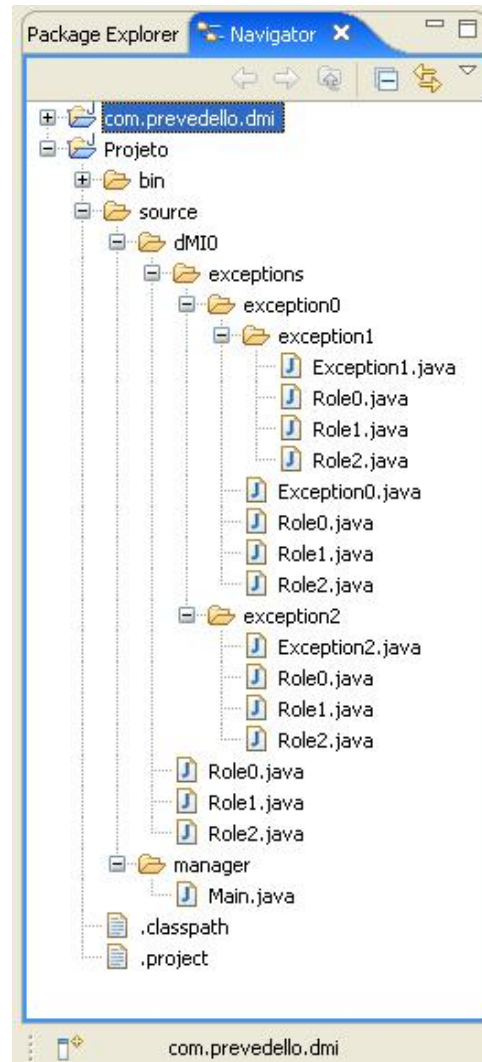 Package Explorer Navigator
com.prevedello.dmi
Projeto
bin
source
dMI0
exceptions
exception0
exception1
Exception1.java
Role0.java
Role1.java
Role2.java
Exception0.java
Role0.java
Role1.java
Role2.java
exception2
Exception2.java
Role0.java
Role1.java
Role2.java
Role0.java
Role1.java
Role2.java
manager
Main.java
.classpath
.project
com.prevedello.dmi